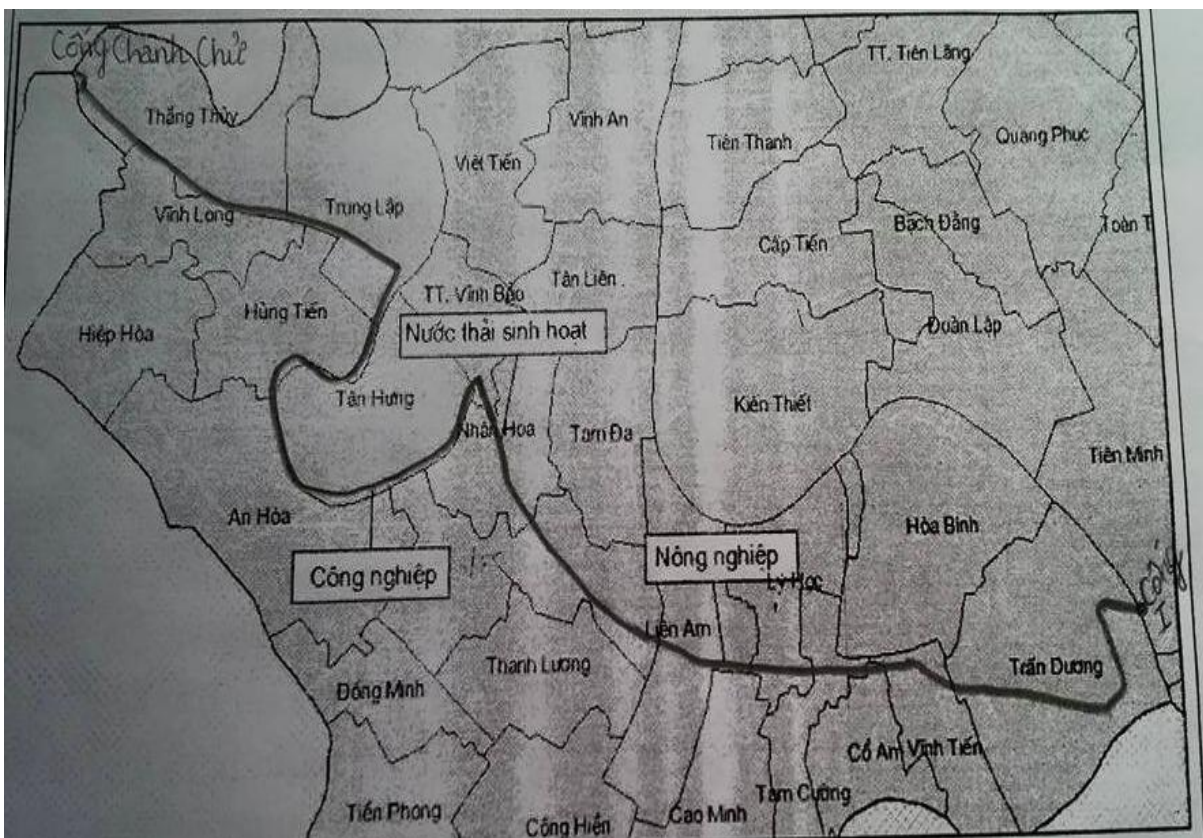 Cống Chanh Chử
TT. Tiên Lãng
Thắng Thủy
Vĩnh An
Tiên Thanh
Quang Phục
Việt Tiến
Vĩnh Long
Trung Lập
Cấp Tiến
Bạch Đằng
Toàn T
TT. Vĩnh Bảo
Tân Liên
Hiệp Hòa
Hùng Tiến
Nước thải sinh hoạt
Đoàn Lập
Tân Hưng
Nhân Hoa
Tam Đa
Kiên Thiết
Tiên Minh
An Hòa
Hòa Bình
Công nghiệp
Nông nghiệp
Lý Học
Cống
I
Liên Am
Thanh Lương
Trấn Dương
Đồng Minh
Cổ Am
Vĩnh Tiến
Tiền Phong
Cộng Hiền
Cao Minh
Tam Cường